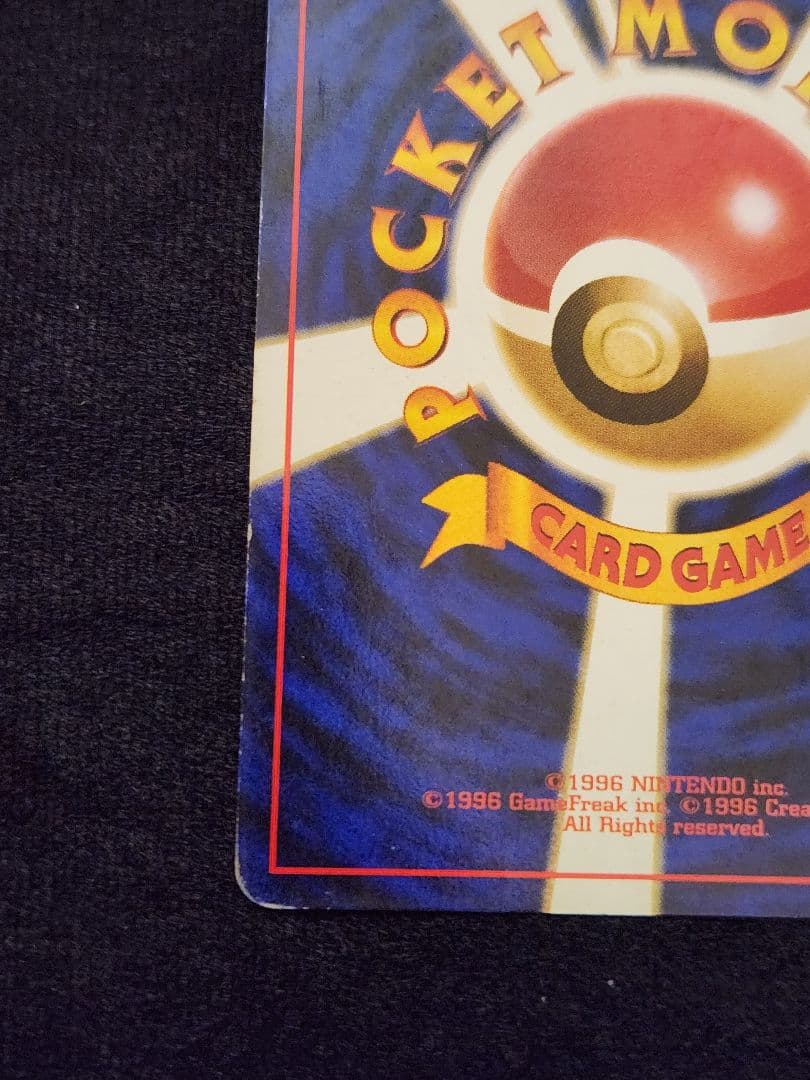 POCKET MO
CARD GAME
©1996 NINTENDO inc.
©1996 GameFreak inc. ©1996 Crea
All Rights reserved.